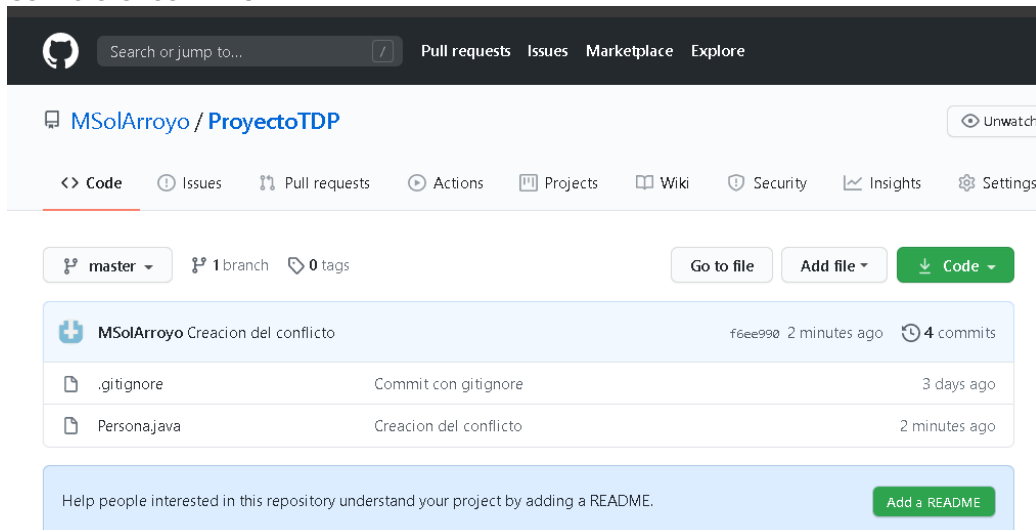 Search or jump to... / Pull requests Issues Marketplace Explore
MSolArroyo / ProyectoTDP Unwatch
<> Code Issues Pull requests Actions Projects Wiki Security Insights Settings
master 1 branch 0 tags Go to file Add file Code
MSolArroyo Creacion del conflicto f6ee990 2 minutes ago 4 commits
.gitignore Commit con gitignore 3 days ago
Persona.java Creacion del conflicto 2 minutes ago
Help people interested in this repository understand your project by adding a README. Add a README